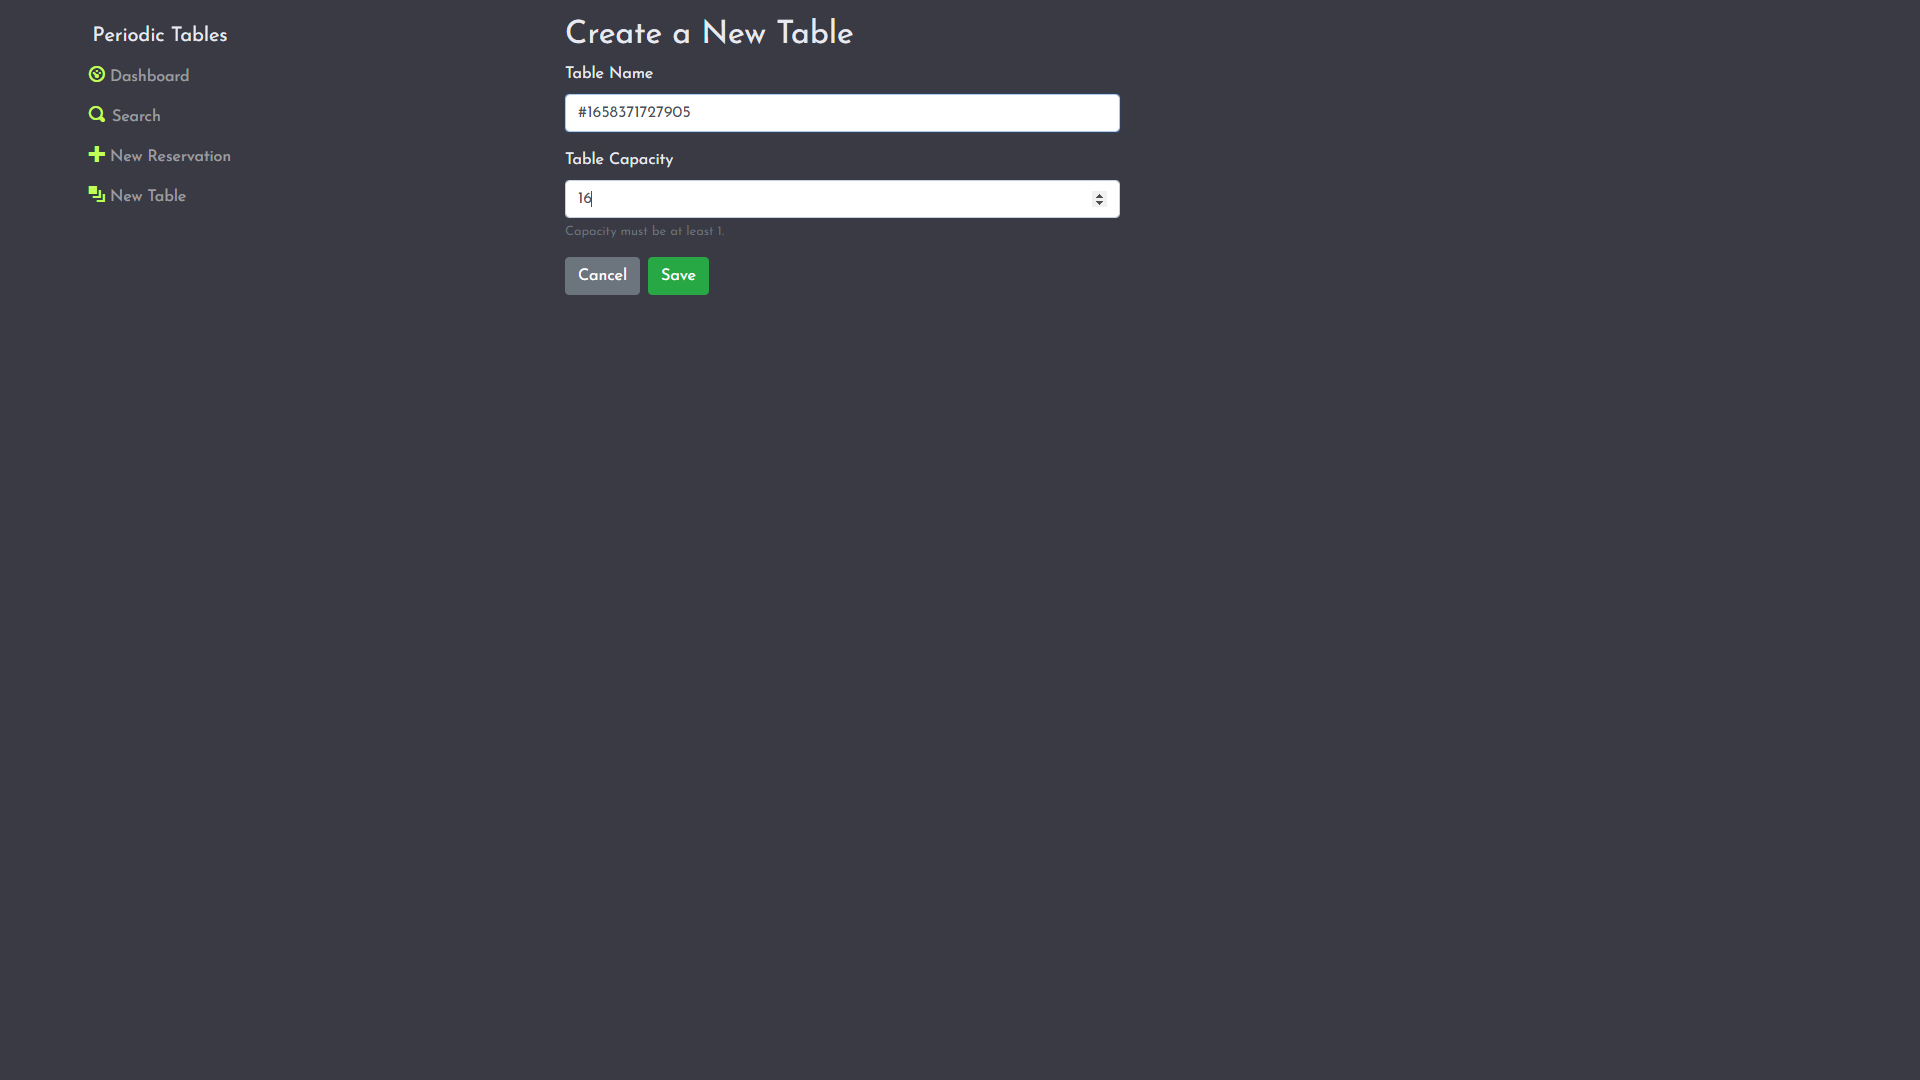 Periodic Tables
Dashboard
Search
New Reservation
New Table
Create a New Table
Table Name
#1658371727905
Table Capacity
16
Capacity must be at least 1.
Cancel
Save